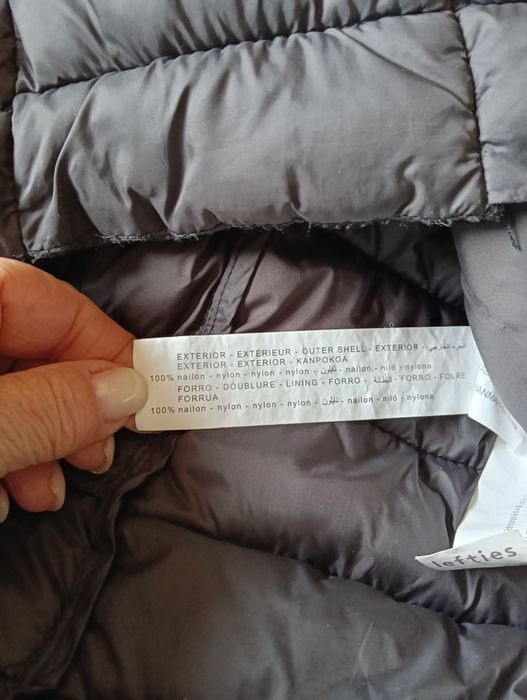 EXTERIOR - EXTÉRIEUR - OUTER SHELL - EXTERIOR - الجزء الخارجي -
EXTERIOR - EXTERIOR - KANPOKOA
100% nailon - nylon - nylon - nylon - نايلون - nailon - niló - nylona
FORRO - DOUBLURE - LINING - FORRO - البطانة - FORRO - FOLRE
FORRUA
100% nailon - nylon - nylon - nylon - نايلون - nailon - niló - nylona
lefties